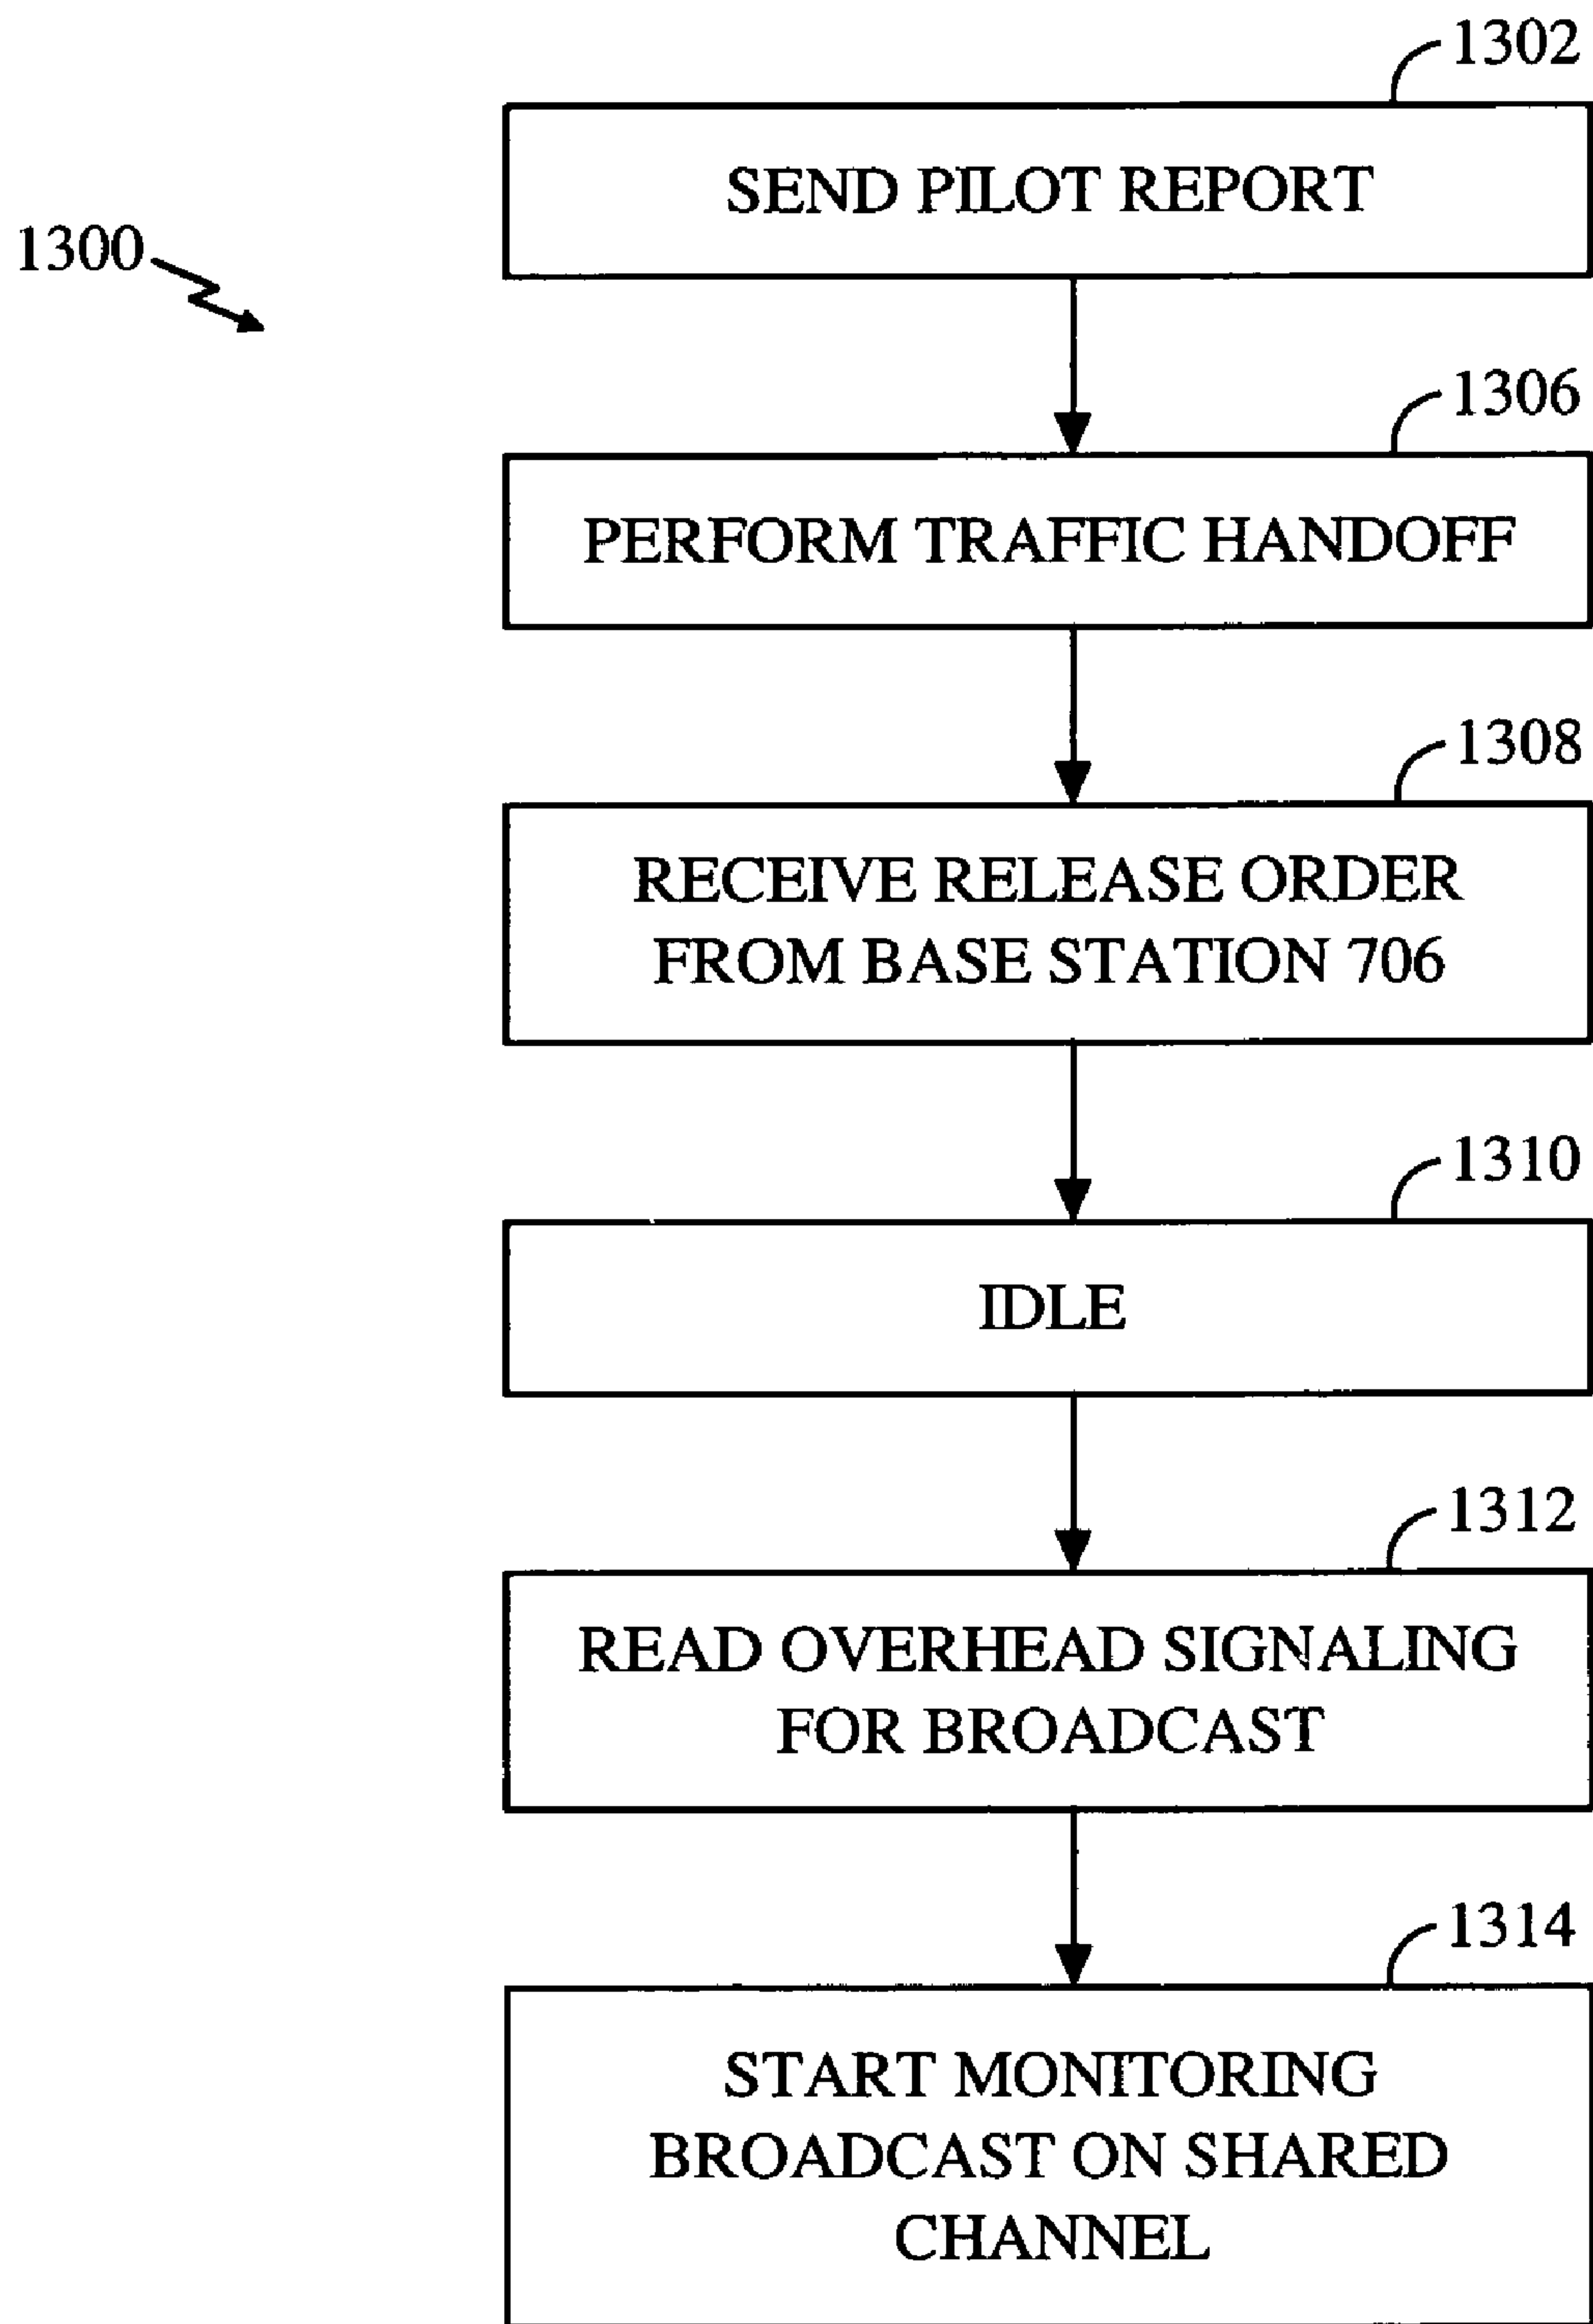 1302
SEND PILOT REPORT
1300
1306
PERFORM TRAFFIC HANDOFF
1308
RECEIVE RELEASE ORDER
FROM BASE STATION 706
1310
IDLE
1312
READ OVERHEAD SIGNALING
FOR BROADCAST
1314
START MONITORING
BROADCAST ON SHARED
CHANNEL